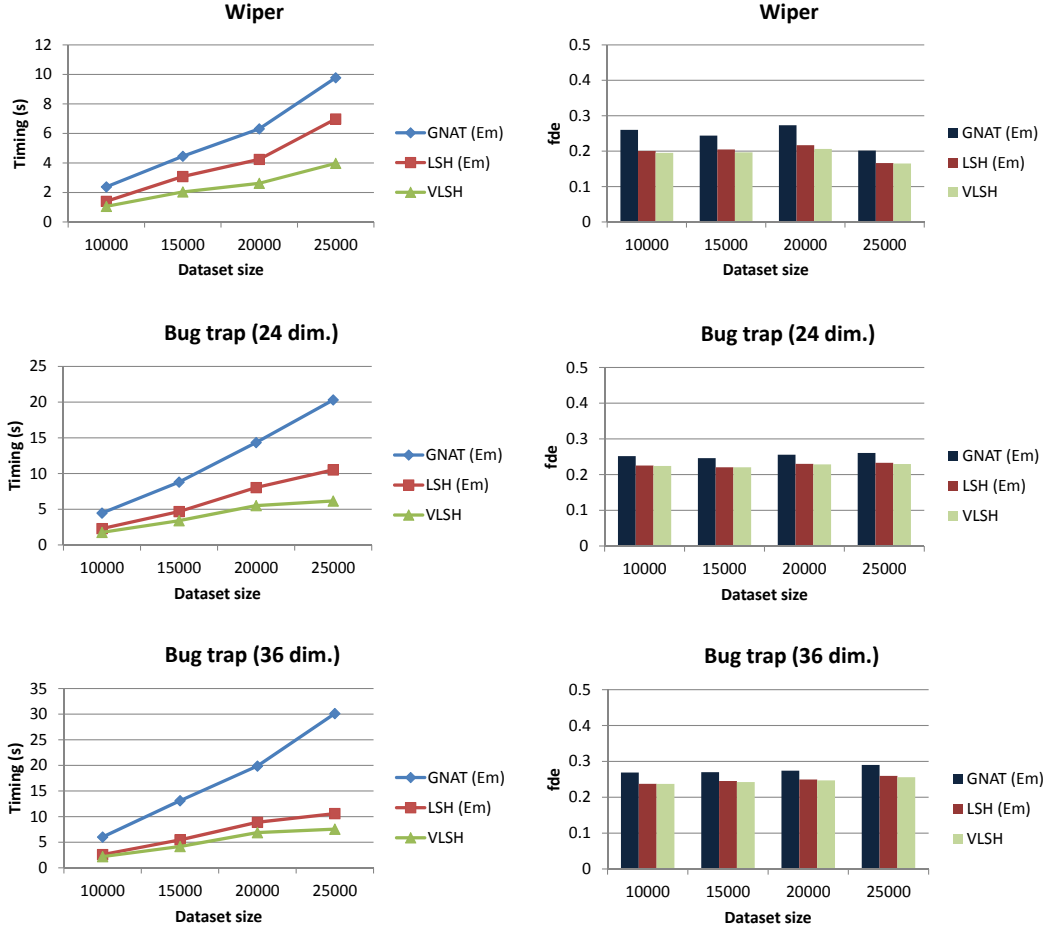 Wiper
12
10
8
6
4
2
0
Timing (s)
10000 15000 20000 25000
Dataset size
GNAT (Em)
LSH (Em)
VLSH
Wiper
0.5
0.4
0.3
0.2
0.1
0
fde
10000 15000 20000 25000
Dataset size
GNAT (Em)
LSH (Em)
VLSH
Bug trap (24 dim.)
25
20
15
10
5
0
Timing (s)
10000 15000 20000 25000
Dataset size
GNAT (Em)
LSH (Em)
VLSH
Bug trap (24 dim.)
0.5
0.4
0.3
0.2
0.1
0
fde
10000 15000 20000 25000
Dataset size
GNAT (Em)
LSH (Em)
VLSH
Bug trap (36 dim.)
35
30
25
20
15
10
5
0
Timing (s)
10000 15000 20000 25000
Dataset size
GNAT (Em)
LSH (Em)
VLSH
Bug trap (36 dim.)
0.5
0.4
0.3
0.2
0.1
0
fde
10000 15000 20000 25000
Dataset size
GNAT (Em)
LSH (Em)
VLSH